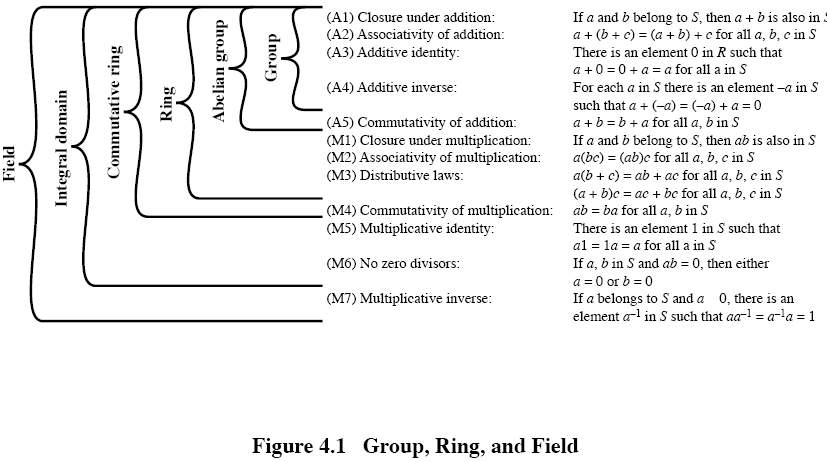 Field
Integral domain
Commutative ring
Ring
Abelian group
Group
(A1) Closure under addition: If a and b belong to S, then a + b is also in S
(A2) Associativity of addition: a + (b + c) = (a + b) + c for all a, b, c in S
(A3) Additive identity: There is an element 0 in R such that
a + 0 = 0 + a = a for all a in S
(A4) Additive inverse: For each a in S there is an element –a in S
such that a + (–a) = (–a) + a = 0
(A5) Commutativity of addition: a + b = b + a for all a, b in S
(M1) Closure under multiplication: If a and b belong to S, then ab is also in S
(M2) Associativity of multiplication: a(bc) = (ab)c for all a, b, c in S
(M3) Distributive laws: a(b + c) = ab + ac for all a, b, c in S
(a + b)c = ac + bc for all a, b, c in S
(M4) Commutativity of multiplication: ab = ba for all a, b in S
(M5) Multiplicative identity: There is an element 1 in S such that
a1 = 1a = a for all a in S
(M6) No zero divisors: If a, b in S and ab = 0, then either
a = 0 or b = 0
(M7) Multiplicative inverse: If a belongs to S and a 0, there is an
element a⁻¹ in S such that aa⁻¹ = a⁻¹a = 1
Figure 4.1 Group, Ring, and Field